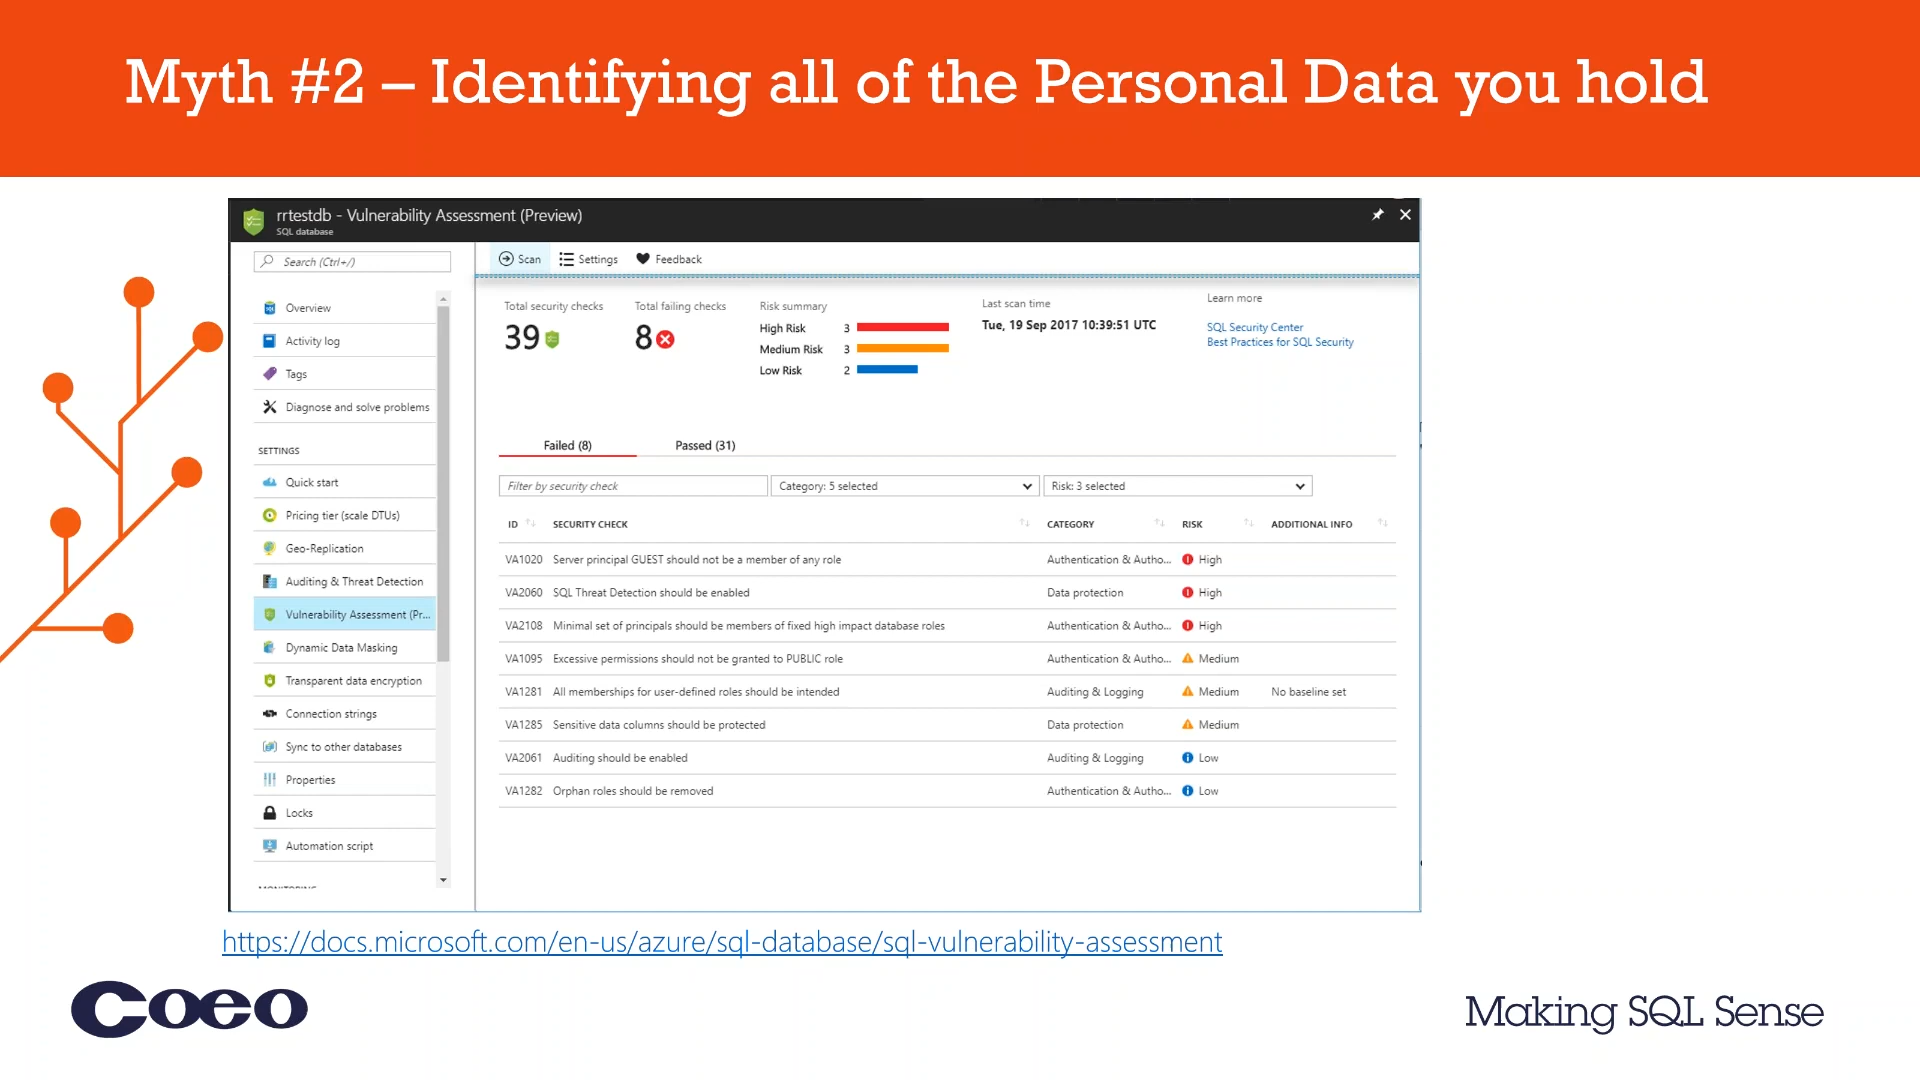 Myth #2 – Identifying all of the Personal Data you hold
rrtestdb - Vulnerability Assessment (Preview)
SQL database
Search (Ctrl+/)
Overview
Activity log
Tags
Diagnose and solve problems
SETTINGS
Quick start
Pricing tier (scale DTUs)
Geo-Replication
Auditing & Threat Detection
Vulnerability Assessment (Pr...
Dynamic Data Masking
Transparent data encryption
Connection strings
Sync to other databases
Properties
Locks
Automation script
Scan Settings Feedback
Total security checks
39
Total failing checks
8
Risk summary
High Risk 3
Medium Risk 3
Low Risk 2
Last scan time
Tue, 19 Sep 2017 10:39:51 UTC
Learn more
SQL Security Center
Best Practices for SQL Security
Failed (8) Passed (31)
Filter by security check Category: 5 selected Risk: 3 selected
ID SECURITY CHECK CATEGORY RISK ADDITIONAL INFO
VA1020 Server principal GUEST should not be a member of any role Authentication & Autho... High
VA2060 SQL Threat Detection should be enabled Data protection High
VA2108 Minimal set of principals should be members of fixed high impact database roles Authentication & Autho... High
VA1095 Excessive permissions should not be granted to PUBLIC role Authentication & Autho... Medium
VA1281 All memberships for user-defined roles should be intended Auditing & Logging Medium No baseline set
VA1285 Sensitive data columns should be protected Data protection Medium
VA2061 Auditing should be enabled Auditing & Logging Low
VA1282 Orphan roles should be removed Authentication & Autho... Low
https://docs.microsoft.com/en-us/azure/sql-database/sql-vulnerability-assessment
Coeo
Making SQL Sense